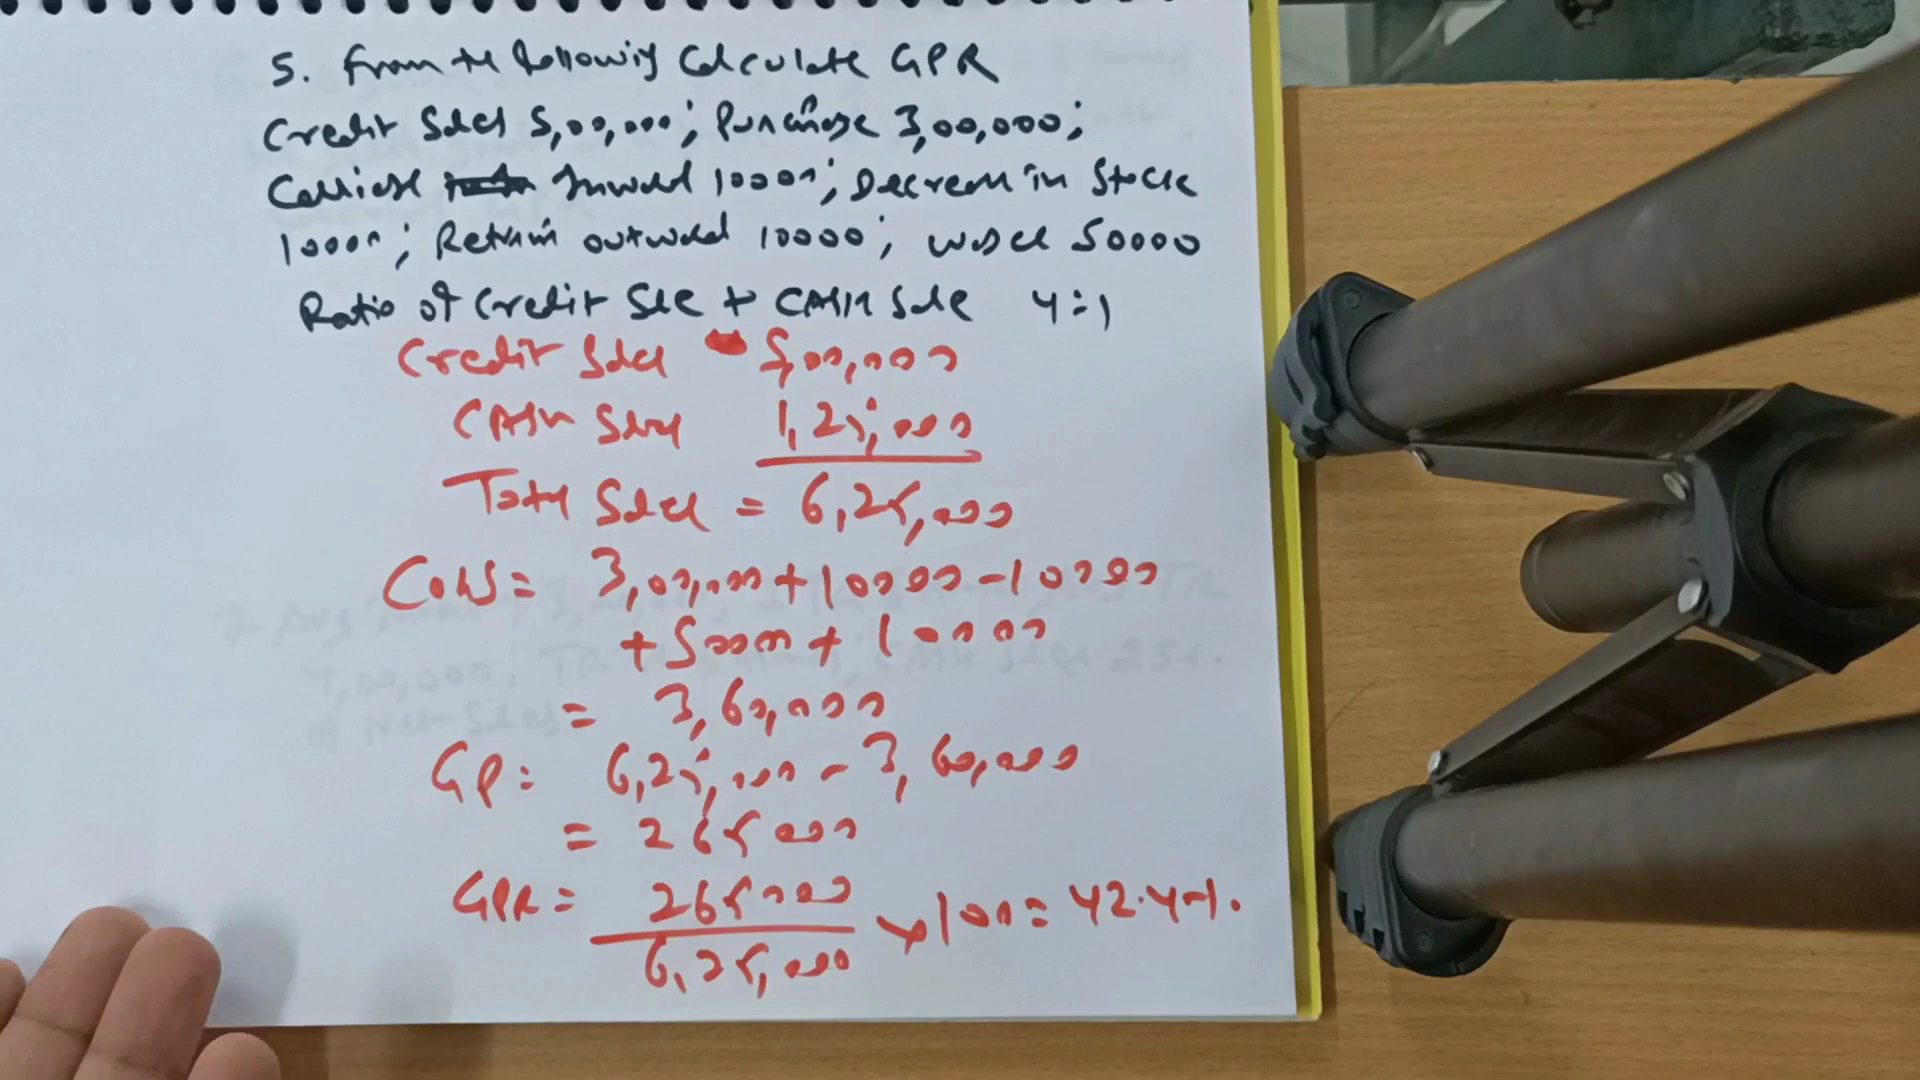 5. From the following Calculate GPR
Credit Sales 5,00,000; Purchase 3,00,000;
Carriage Inward 10000; Decrease in Stock
10000; Return outward 10000; wages 50000
Ratio of Credit Sale & CASH Sale 4:1
Credit Sales 5,00,000
CASH Sales 1,25,000
Total Sales = 6,25,000
COGS = 3,00,000 + 10000 - 10000
+ 50000 + 10000
= 3,60,000
GP = 6,25,000 - 3,60,000
= 265000
GPR = 265000
6,25,000 x 100 = 42.4%.